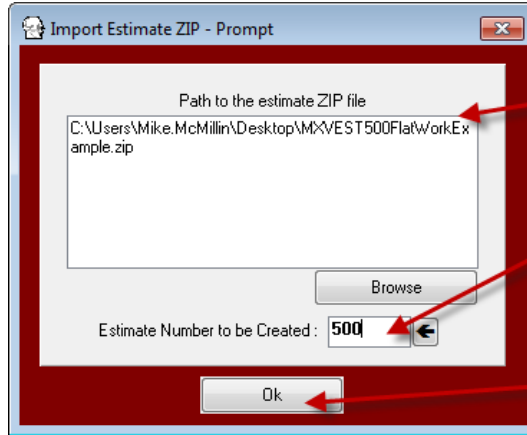 Import Estimate ZIP - Prompt
Path to the estimate ZIP file
C:\Users\Mike.McMillin\Desktop\MXVEST500FlatWorkEx
ample.zip
Browse
Estimate Number to be Created : 500
Ok